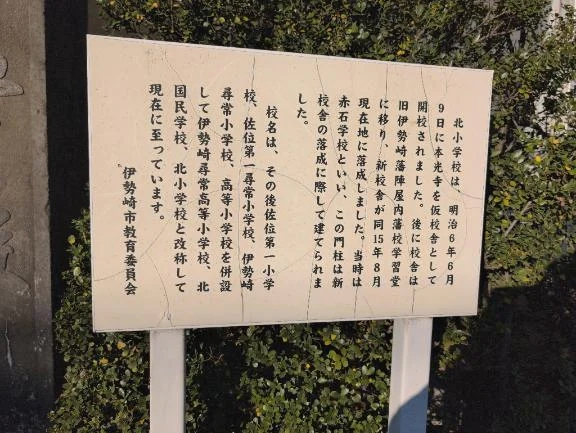 北小学校は、明治６年６月
９日に本光寺を仮校舎として
開校されました。後に校舎は
旧伊勢崎藩陣屋内藩校学習堂
に移り、新校舎が同15年８月
現在地に落成しました。当時は
赤石学校といい、この門柱は新
校舎の落成に際して建てられま
した。
校名は、その後佐位第一小学
校、佐位第一尋常小学校、伊勢崎
尋常小学校、高等小学校を併設
して伊勢崎尋常高等小学校、北
国民学校、北小学校と改称して
現在に至っています。
伊勢崎市教育委員会